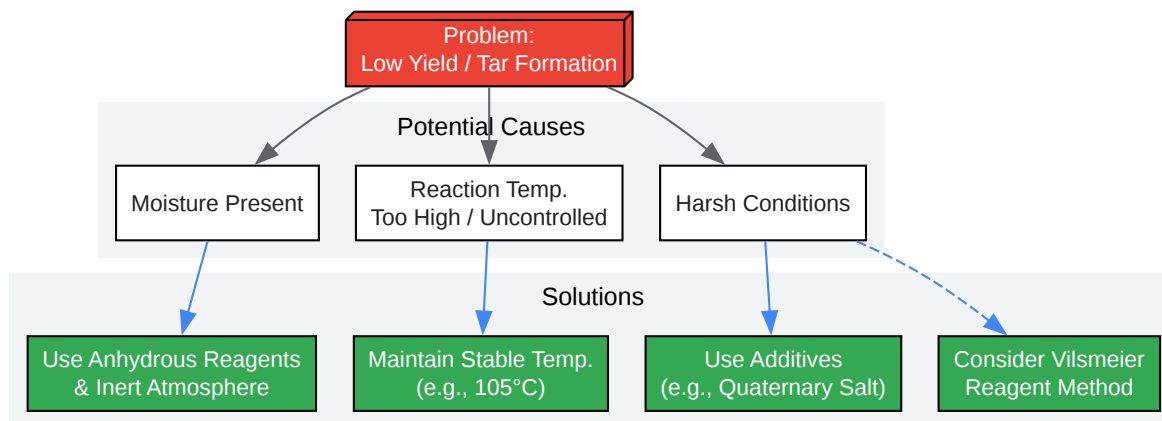 Problem:
Low Yield / Tar Formation
Potential Causes
Moisture Present
Reaction Temp.
Too High / Uncontrolled
Harsh Conditions
Solutions
Use Anhydrous Reagents
& Inert Atmosphere
Maintain Stable Temp.
(e.g., 105°C)
Use Additives
(e.g., Quaternary Salt)
Consider Vilsmeier
Reagent Method